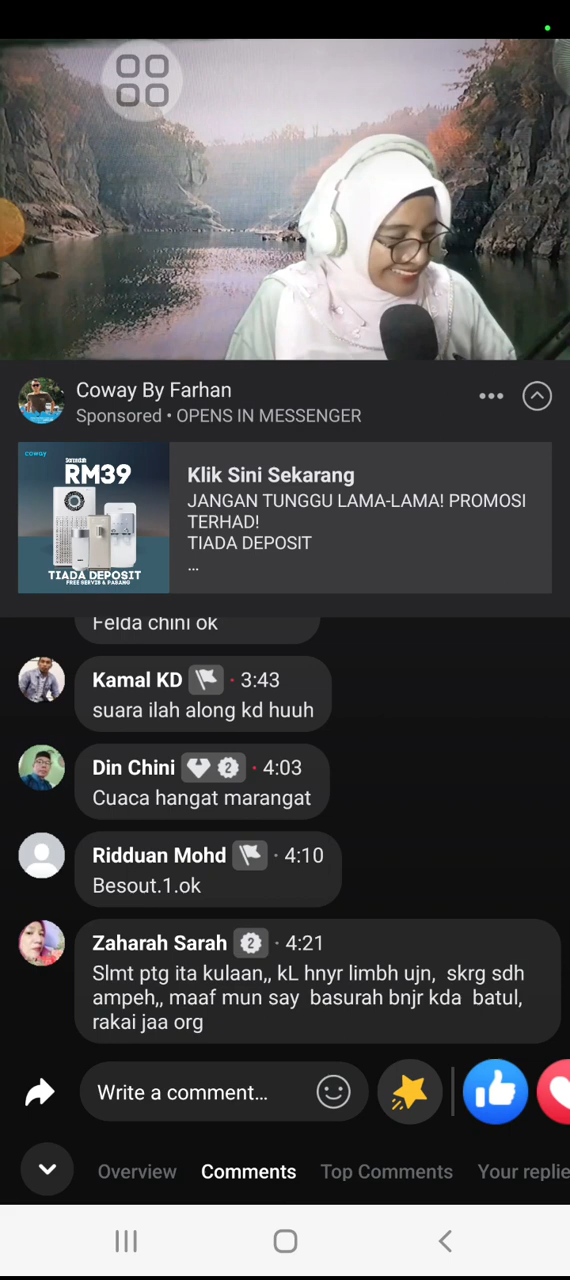 Coway By Farhan
Sponsored • OPENS IN MESSENGER
coway
Serendah
RM39
TIADA DEPOSIT
FREE SERVIS & PASANG
Klik Sini Sekarang
JANGAN TUNGGU LAMA-LAMA! PROMOSI
TERHAD!
TIADA DEPOSIT
...
Felda chini ok
Kamal KD • 3:43
suara ilah along kd huuh
Din Chini 2 • 4:03
Cuaca hangat marangat
Ridduan Mohd • 4:10
Besout.1.ok
Zaharah Sarah 2 • 4:21
Slmt ptg ita kulaan,, kL hnyr limbh ujn, skrg sdh
ampeh,, maaf mun say basurah bnjr kda batul,
rakai jaa org
Write a comment...
Overview Comments Top Comments Your replie